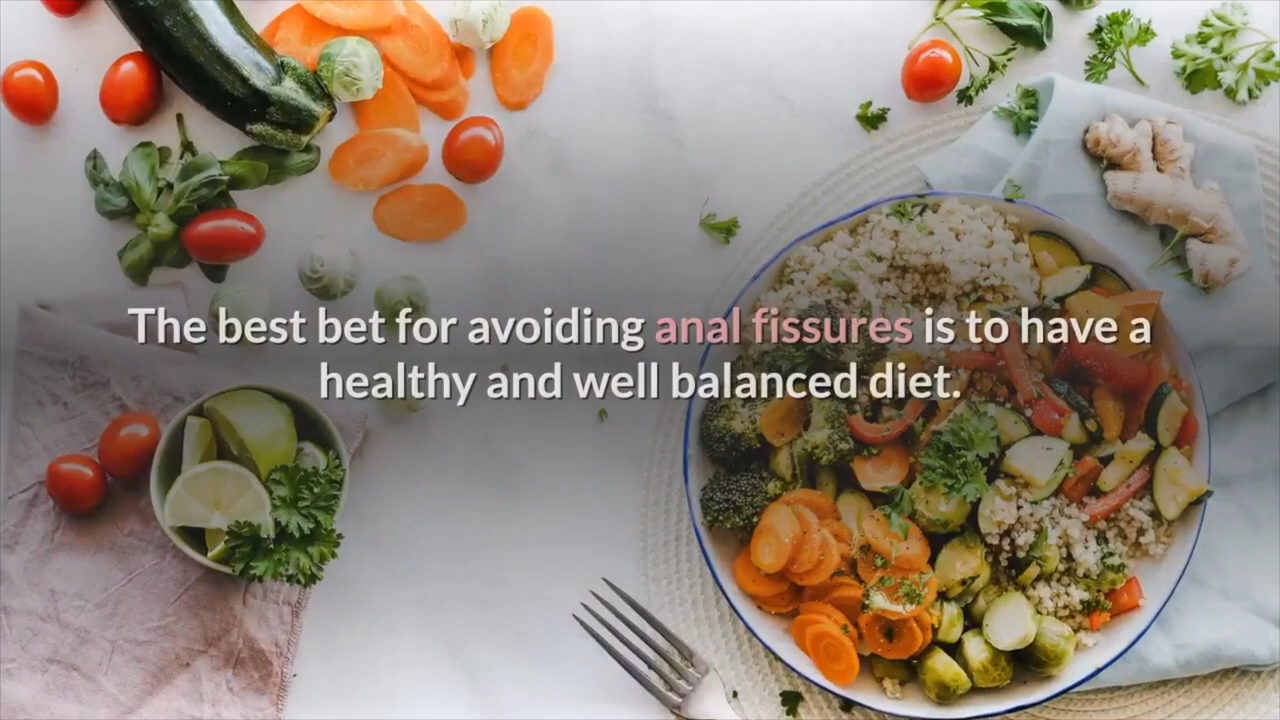 The best bet for avoiding anal fissures is to have a
healthy and well balanced diet.